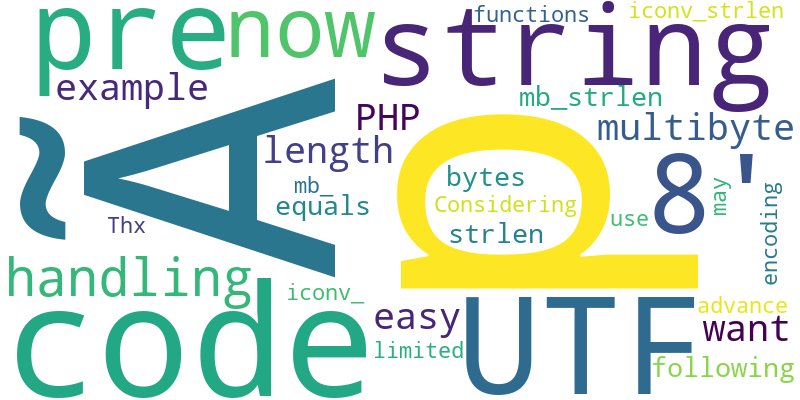 pre
now
functions
iconv_strlen
string
example
mb_strlen
PHP
multibyte
Ã
length
p
8'
mb_
bytes
may
equals
Considering
encoding
Thx
use
strlen
handling
iconv_
code
easy
UTF
advance
want
limited
following